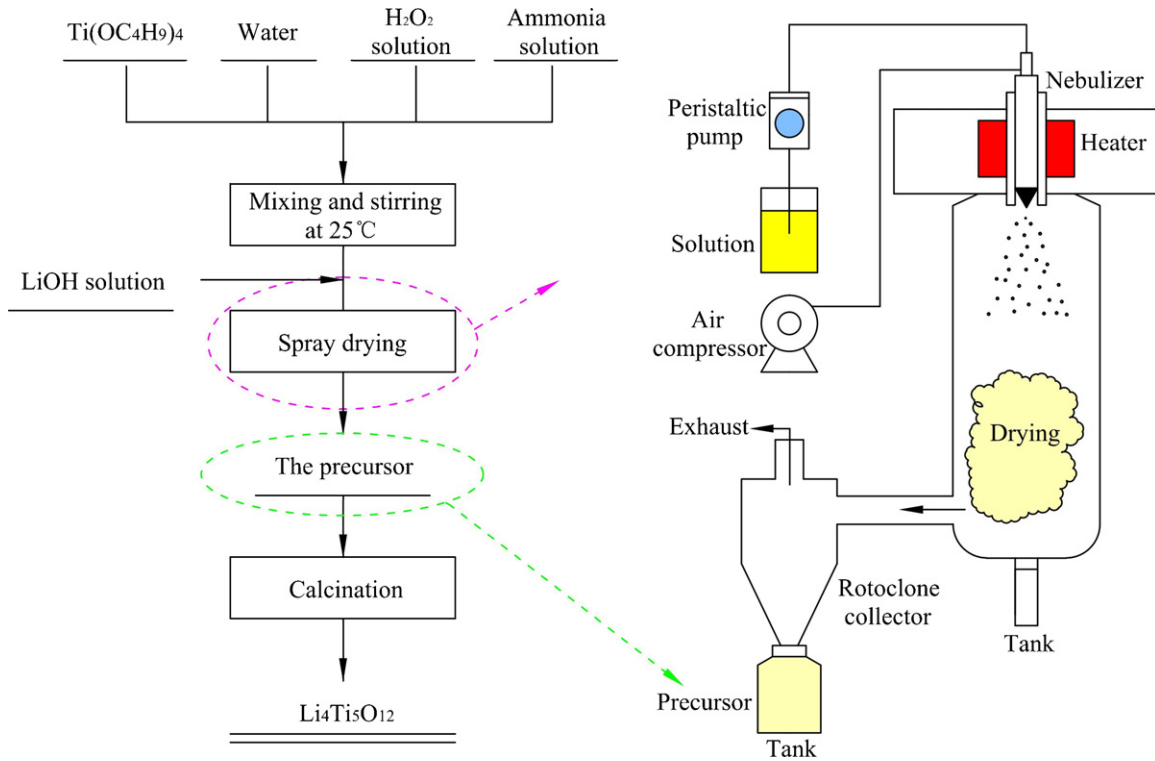 Ti(OC4H9)4
Water
H2O2
solution
Ammonia
solution
Mixing and stirring
at 25℃
LiOH solution
Spray drying
The precursor
Calcination
Li4Ti5O12
Peristaltic
pump
Solution
Air
compressor
Nebulizer
Heater
Drying
Exhaust
Rotoclone
collector
Tank
Precursor
Tank